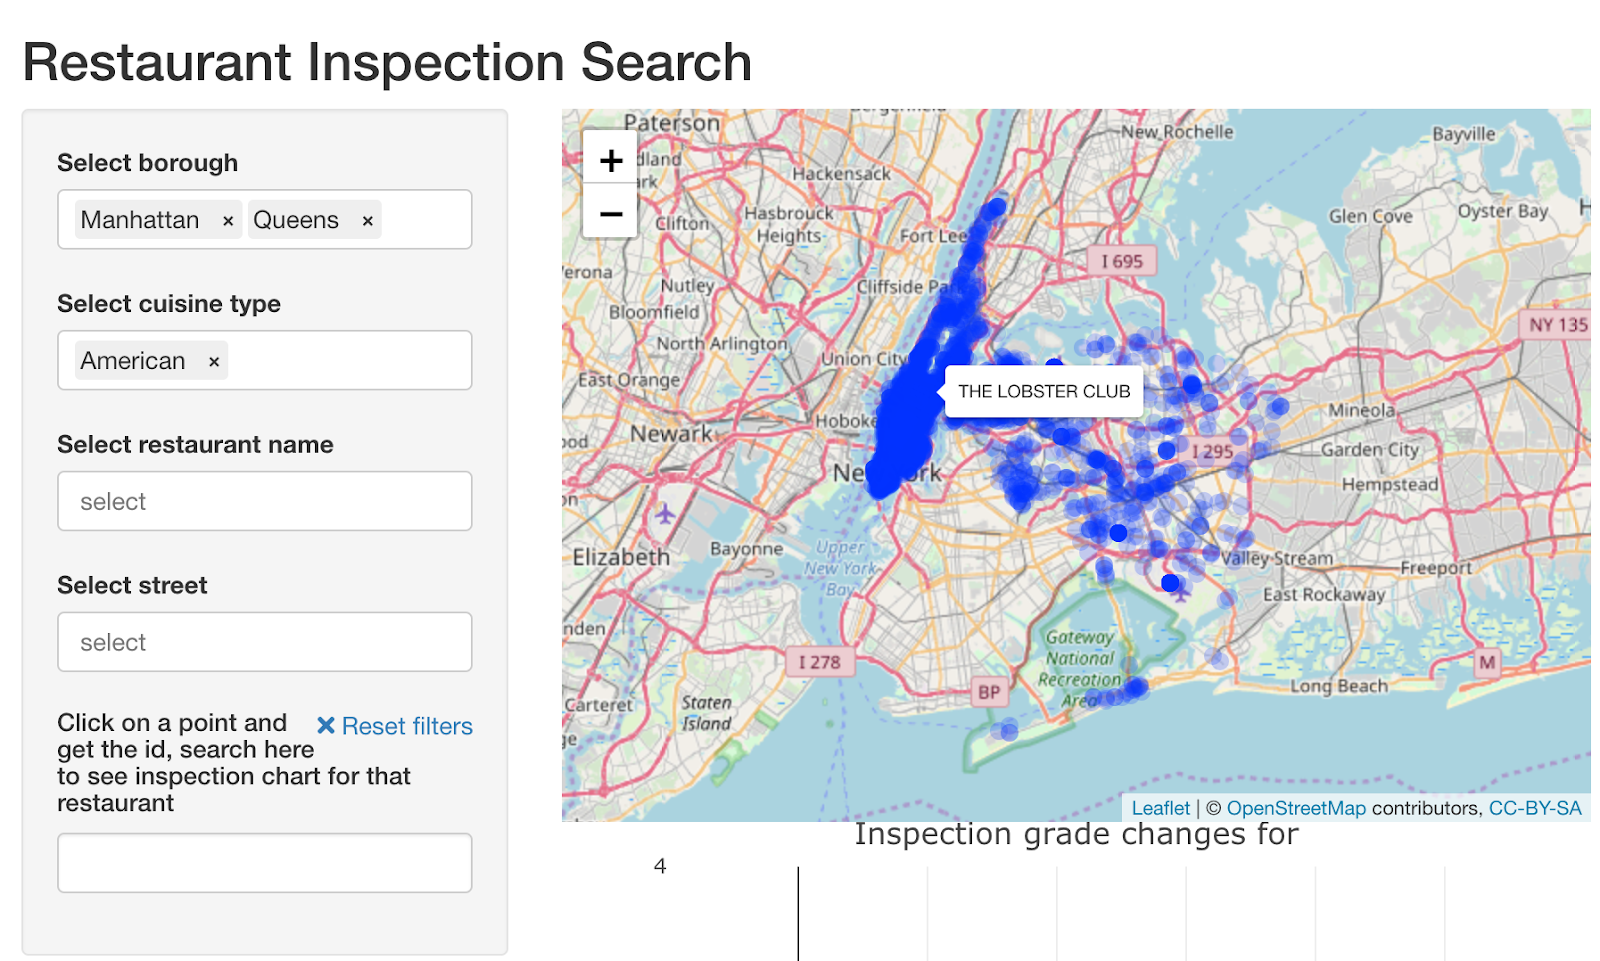 Restaurant Inspection Search
Select borough
Manhattan × Queens ×
Select cuisine type
American ×
Select restaurant name
select
Select street
select
Click on a point and
get the id, search here
to see inspection chart for that
restaurant
× Reset filters
+
−
Paterson
New Rochelle
Bayville
Hackensack
Clifton
Hasbrouck
Heights
Fort Lee
Glen Cove
Oyster Bay
I 695
Nutley
Cliffside
Bloomfield
NY 135
North Arlington
Union City
East Orange
THE LOBSTER CLUB
Mineola
Newark
I 295
Garden City
Hempstead
Elizabeth
Bayonne
Upper
New York
Bay
Valley Stream
Freeport
East Rockaway
Gateway
National
Recreation
Area
I 278
BP
M
Long Beach
Carteret
Staten
Island
Leaflet | © OpenStreetMap contributors, CC-BY-SA
Inspection grade changes for
4